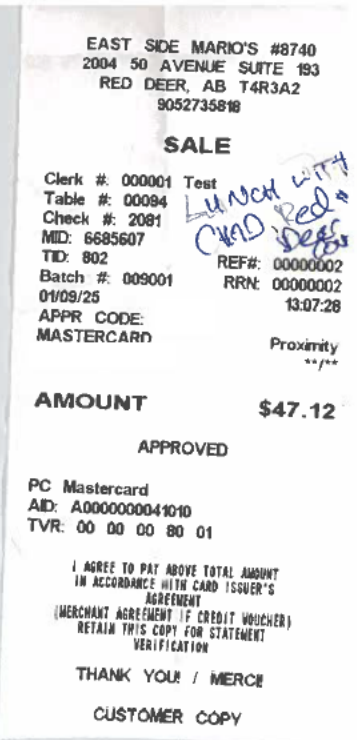 EAST SIDE MARIO'S #8740
2004 50 AVENUE SUITE 193
RED DEER, AB T4R3A2
9052735818
SALE
Clerk #: 000001 Test
Table #: 00094
Check #: 2081
MID: 6685607
TID: 802
Batch #: 009001
01/09/25
APPR CODE:
MASTERCARD
LUNCH WITH
CHAD Red
Deer
REF#: 00000002
RRN: 00000002
13:07:28
Proximity
**/**
AMOUNT $47.12
APPROVED
PC Mastercard
AID: A0000000041010
TVR: 00 00 00 80 01
I AGREE TO PAY ABOVE TOTAL AMOUNT
IN ACCORDANCE WITH CARD ISSUER'S
AGREEMENT
(MERCHANT AGREEMENT IF CREDIT VOUCHER)
RETAIN THIS COPY FOR STATEMENT
VERIFICATION
THANK YOU! / MERCI!
CUSTOMER COPY